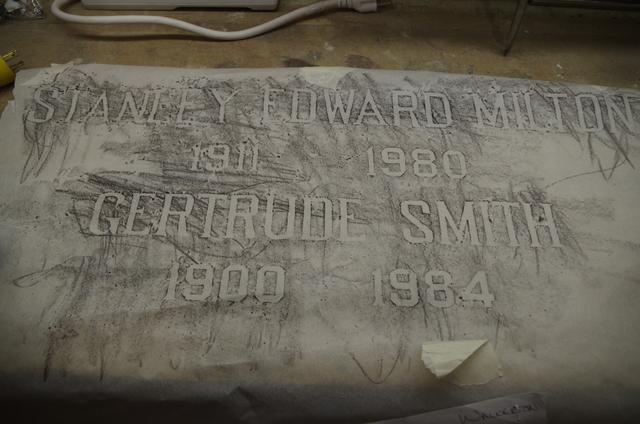 STANLEY EDWARD MILTON
1911 1980
GERTRUDE SMITH
1900 1984